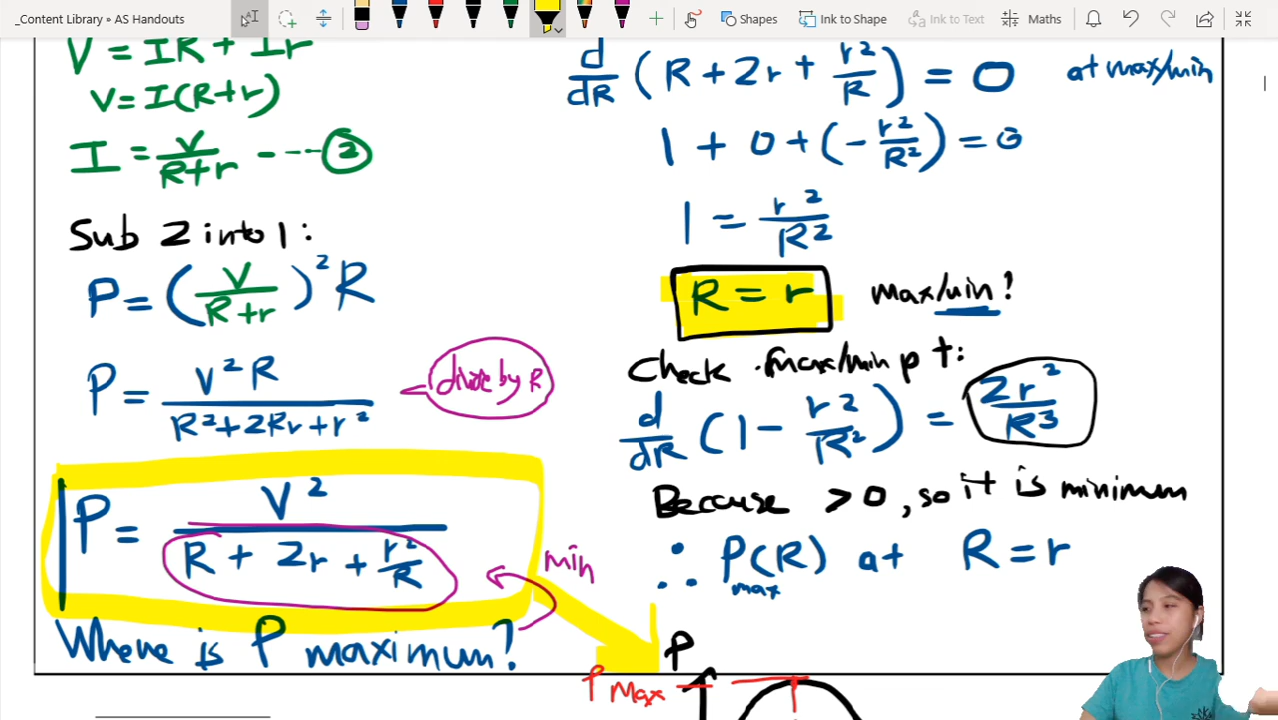 _Content Library • AS Handouts
Shapes
Ink to Shape
Ink to Text
Maths
V = IR + Ir
V = I(R+r)
I = V/(R+r) ---- ②
Sub 2 into 1:
P = (V/(R+r))² R
P = V²R/(R²+2Rr+r²)
divide by R
P = V²/(R + 2r + r²/R)
min
Where is P maximum?
d/dR (R + 2r + r²/R) = 0 at max/min
1 + 0 + (-r²/R²) = 0
1 = r²/R²
R = r max/min?
Check max/min pt:
d/dR (1 - r²/R²) = 2r²/R³
Because > 0, so it is minimum
∴ P(R) at R = r
max
P
P Max